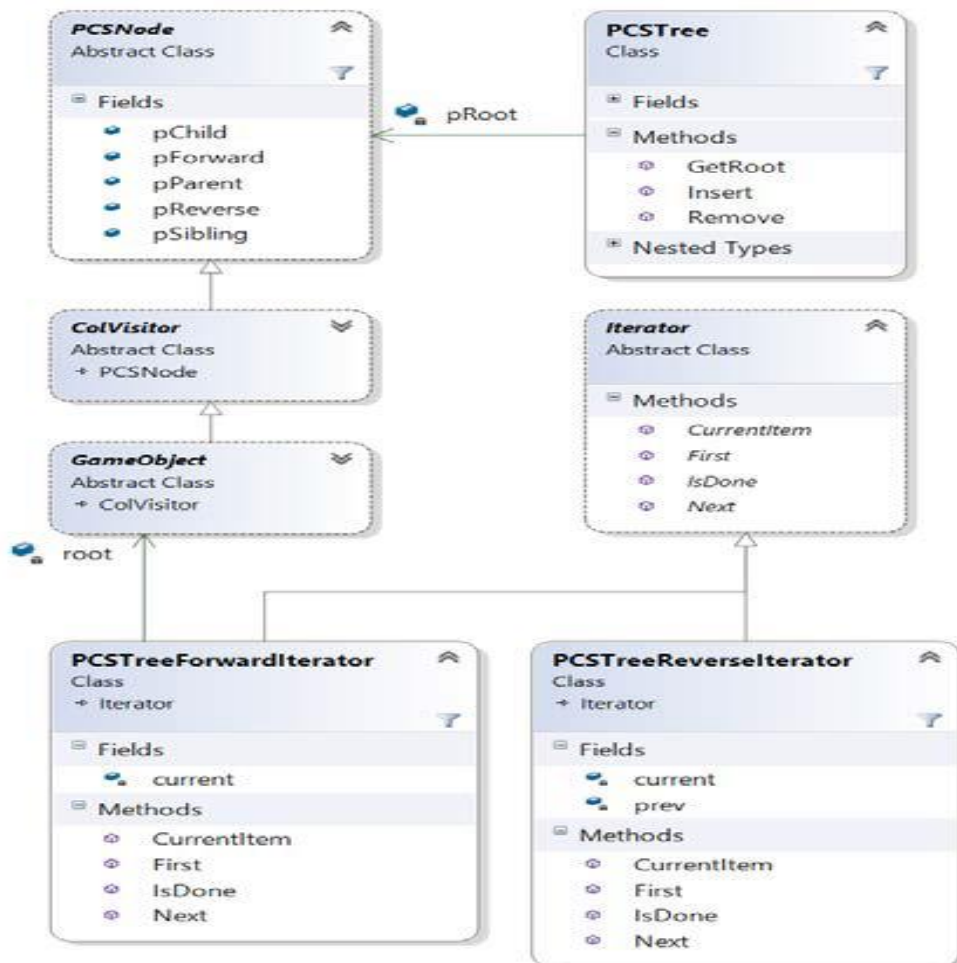 PCSNode
Abstract Class
Fields
pChild
pForward
pParent
pReverse
pSibling
pRoot
PCSTree
Class
Fields
Methods
GetRoot
Insert
Remove
Nested Types
ColVisitor
Abstract Class
PCSNode
GameObject
Abstract Class
ColVisitor
root
Iterator
Abstract Class
Methods
CurrentItem
First
IsDone
Next
PCSTreeForwardIterator
Class
Iterator
Fields
current
Methods
CurrentItem
First
IsDone
Next
PCSTreeReverseIterator
Class
Iterator
Fields
current
prev
Methods
CurrentItem
First
IsDone
Next